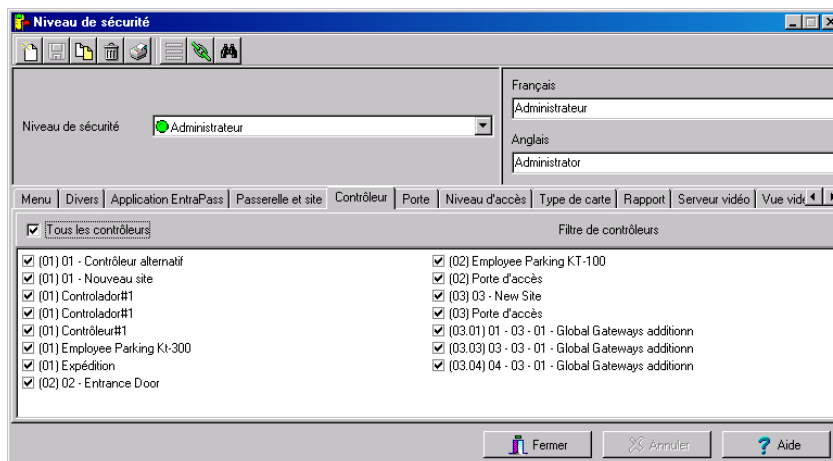 Niveau de sécurité
Français
Administrateur
Niveau de sécurité
Administrateur
Anglais
Administrator
Menu Divers Application EntraPass Passerelle et site Contrôleur Porte Niveau d'accès Type de carte Rapport Serveur vidéo Vue
Tous les contrôleurs
Filtre de contrôleurs
(01) 01 - Contrôleur alternatif
(01) 01 - Nouveau site
(01) Controlador#1
(01) Controlador#1
(01) Contrôleur#1
(01) Employee Parking Kt-300
(01) Expédition
(02) 02 - Entrance Door
(02) Employee Parking KT-100
(02) Porte d'accès
(03) 03 - New Site
(03) Porte d'accès
(03.01) 01 - 03 - 01 - Global Gateways additionn
(03.03) 03 - 03 - 01 - Global Gateways additionn
(03.04) 04 - 03 - 01 - Global Gateways additionn
Fermer
Annuler
Aide